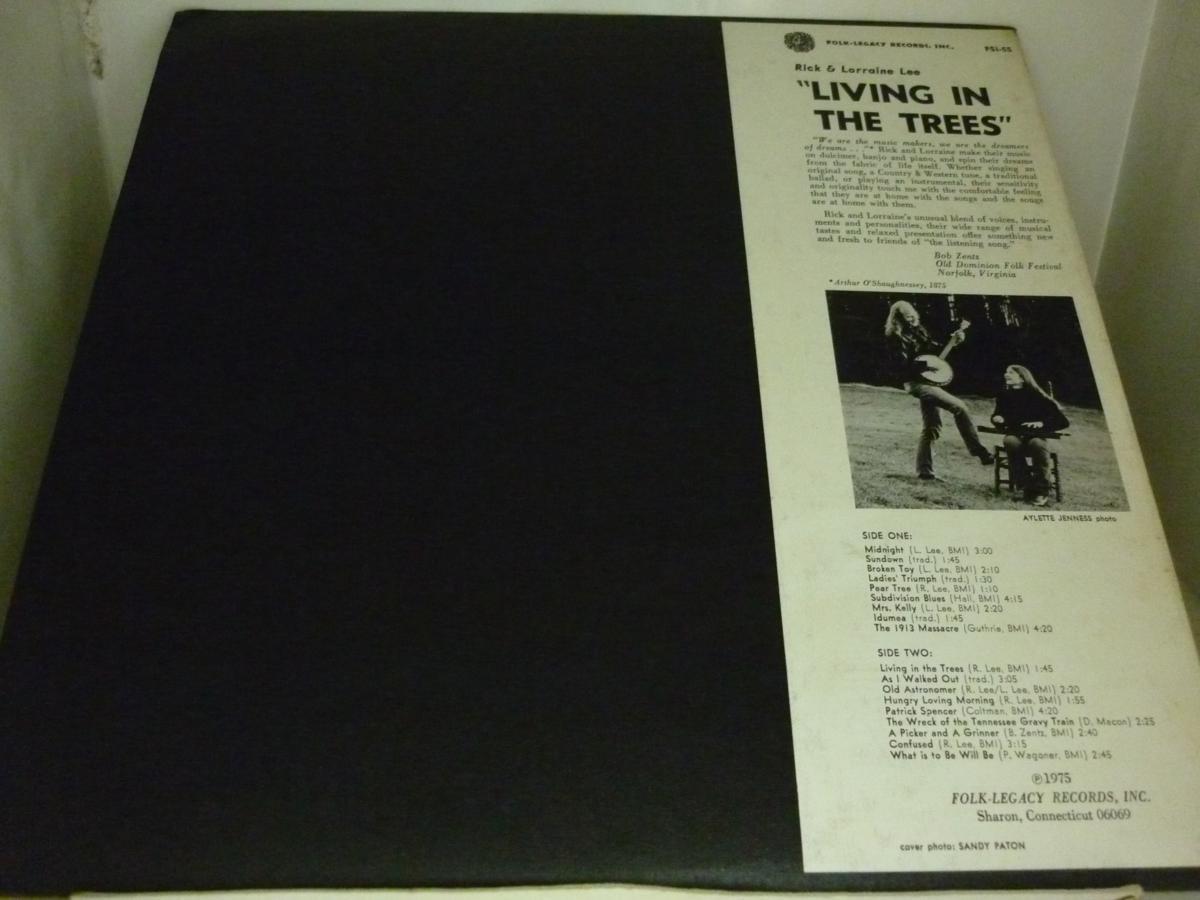 FOLK-LEGACY RECORDS, INC. FSI-55
Rick & Lorraine Lee
"LIVING IN
THE TREES"
"We are the music makers, we are the dreamers
of dreams . . ."* Rick and Lorraine make their music
on dulcimer, banjo and piano, and spin their dreams
from the fabric of life itself. Whether singing an
original song, a Country & Western tune, a traditional
ballad, or playing an instrumental, their sensitivity
and originality touch me with the comfortable feeling
that they are at home with the songs and the songs
are at home with them.
Rick and Lorraine's unusual blend of voices, instru-
ments and personalities, their wide range of musical
tastes and relaxed presentation offer something new
and fresh to friends of "the listening song."
Bob Zentz
Old Dominion Folk Festival
Norfolk, Virginia
*Arthur O'Shaughnessey, 1875
AYLETTE JENNESS photo
SIDE ONE:
Midnight (L. Lee, BMI) 3:00
Sundown (trad.) 1:45
Broken Toy (L. Lee, BMI) 2:10
Ladies' Triumph (trad.) 1:30
Pear Tree (R. Lee, BMI) 1:10
Subdivision Blues (Hall, BMI) 4:15
Mrs. Kelly (L. Lee, BMI) 2:20
Idumea (trad.) 1:45
The 1913 Massacre (Guthrie, BMI) 4:20
SIDE TWO:
Living in the Trees (R. Lee, BMI) 1:45
As I Walked Out (trad.) 3:05
Old Astronomer (R. Lee/L. Lee, BMI) 2:20
Hungry Loving Morning (R. Lee, BMI) 1:55
Patrick Spencer (Coltman, BMI) 4:20
The Wreck of the Tennessee Gravy Train (D. Macon) 2:25
A Picker and A Grinner (B. Zentz, BMI) 2:40
Confused (R. Lee, BMI) 3:15
What is to Be Will Be (P. Wagoner, BMI) 2:45
℗1975
FOLK-LEGACY RECORDS, INC.
Sharon, Connecticut 06069
cover photo: SANDY PATON